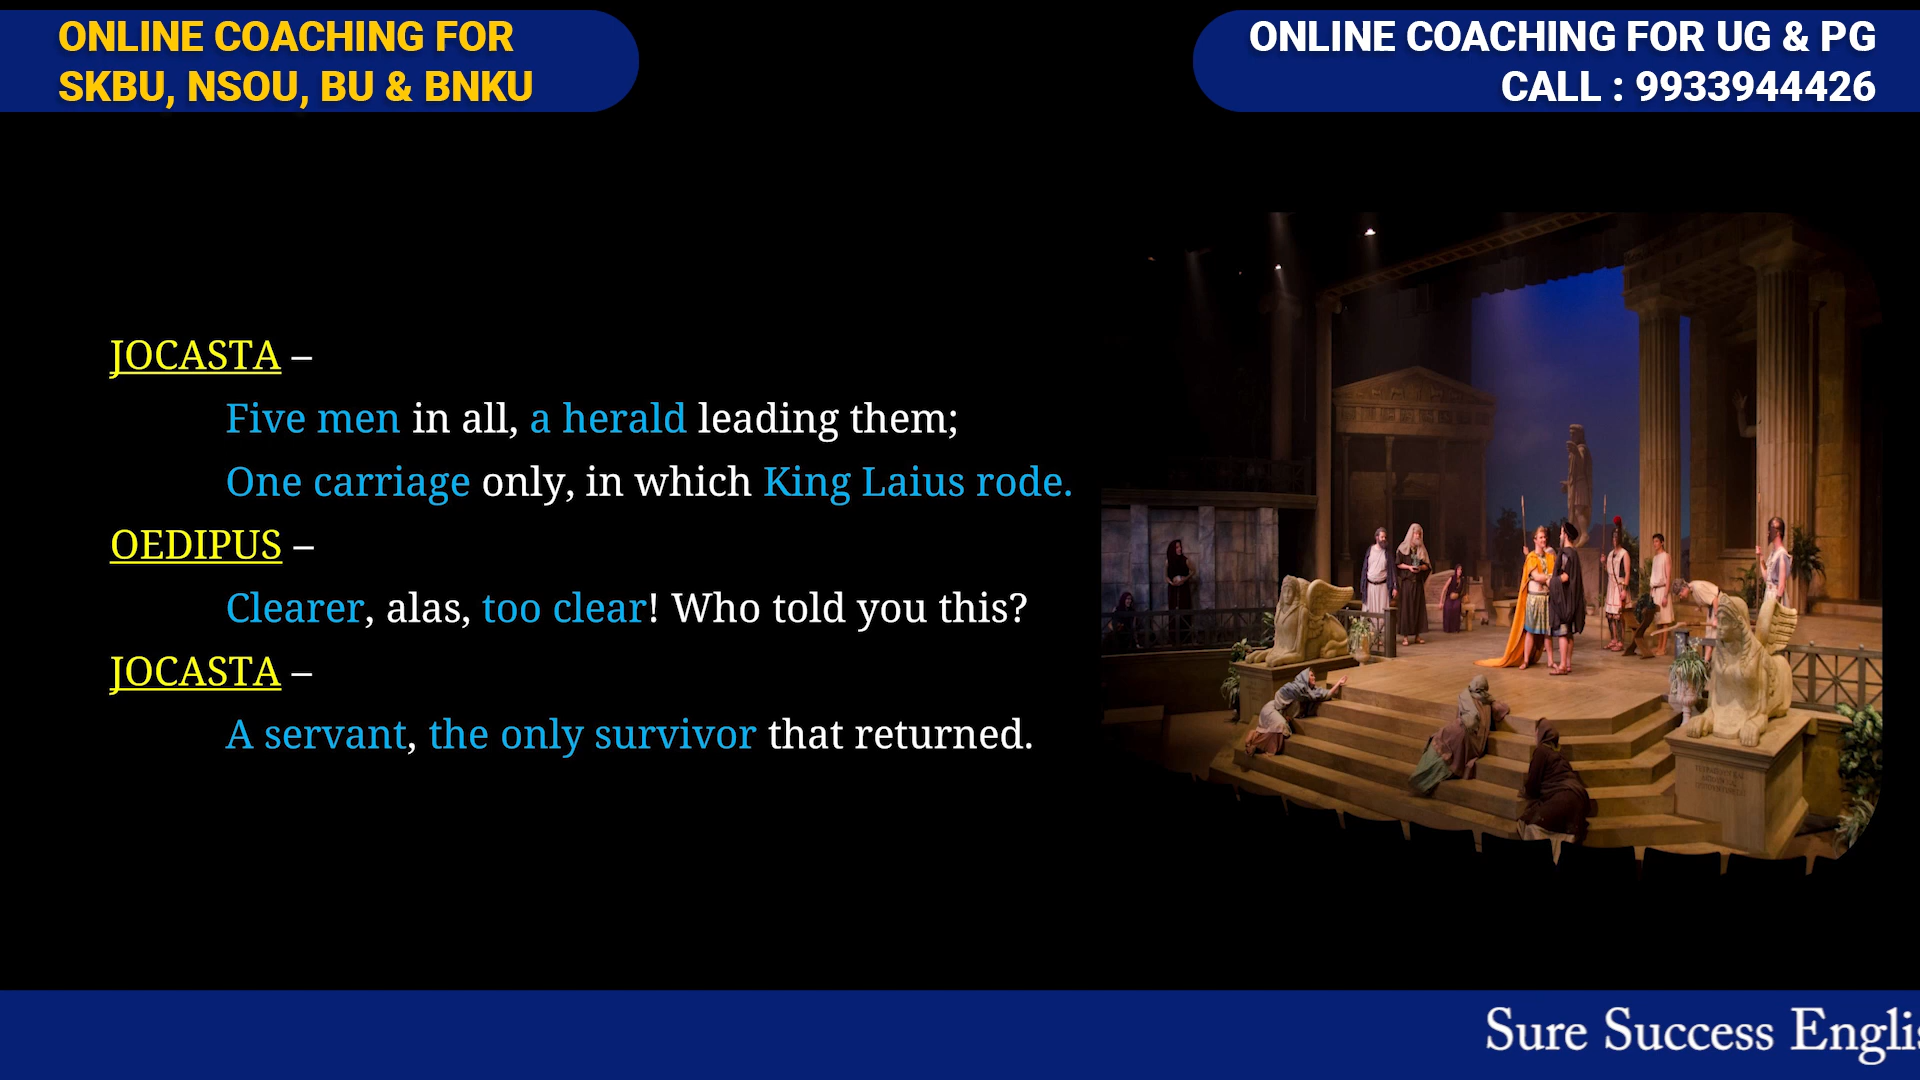 ONLINE COACHING FOR
SKBU, NSOU, BU & BNKU
ONLINE COACHING FOR UG & PG
CALL : 9933944426
JOCASTA –
Five men in all, a herald leading them;
One carriage only, in which King Laius rode.
OEDIPUS –
Clearer, alas, too clear! Who told you this?
JOCASTA –
A servant, the only survivor that returned.
Sure Success Englis